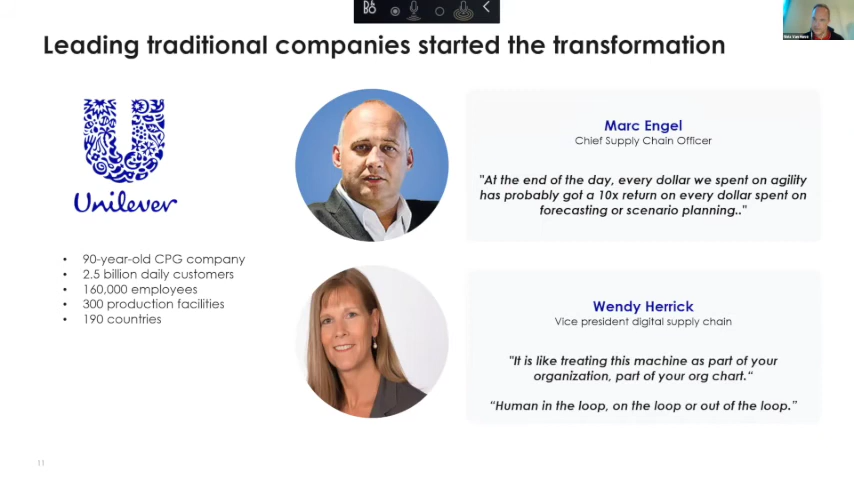 Leading traditional companies started the transformation
Unilever
• 90-year-old CPG company
• 2.5 billion daily customers
• 160,000 employees
• 300 production facilities
• 190 countries
Marc Engel
Chief Supply Chain Officer
"At the end of the day, every dollar we spent on agility
has probably got a 10x return on every dollar spent on
forecasting or scenario planning.."
Wendy Herrick
Vice president digital supply chain
"It is like treating this machine as part of your
organization, part of your org chart."
"Human in the loop, on the loop or out of the loop."
11